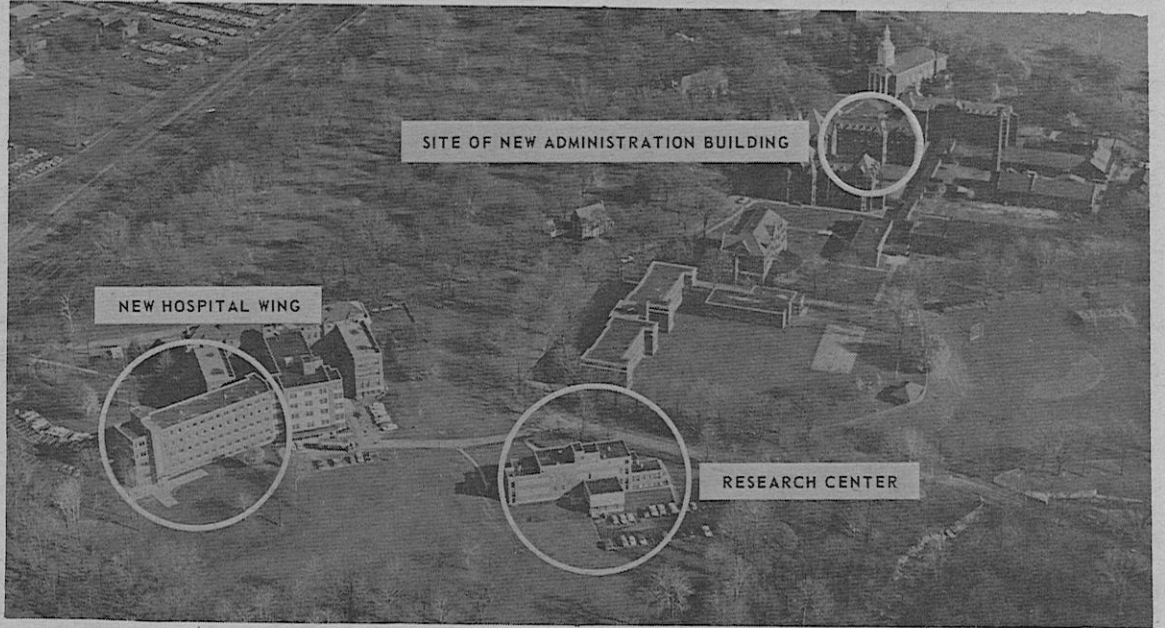 SITE OF NEW ADMINISTRATION BUILDING
NEW HOSPITAL WING
RESEARCH CENTER